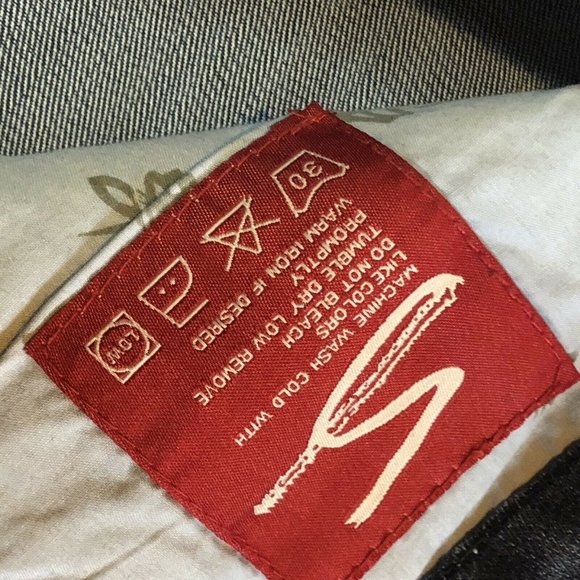 MACHINE WASH COLD WITH
LIKE COLORS
DO NOT BLEACH
TUMBLE DRY LOW REMOVE
PROMPTLY
WARM IRON IF DESIRED
30
LOW